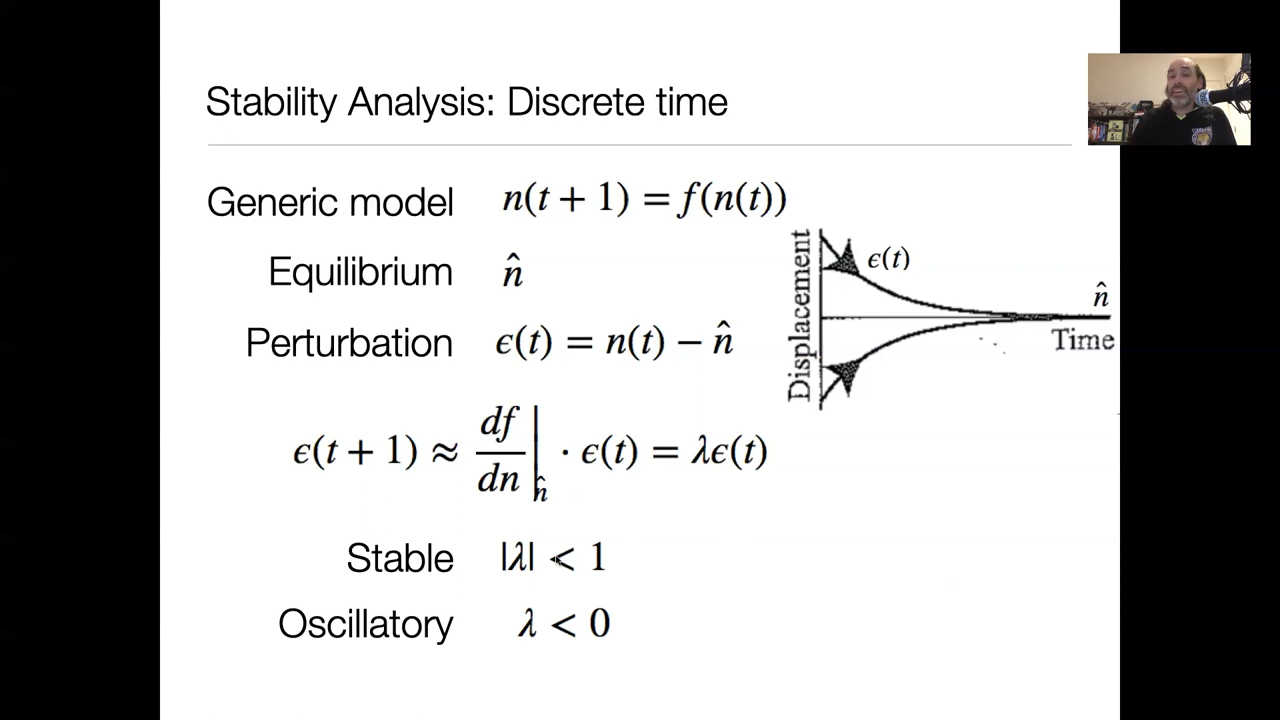 Stability Analysis: Discrete time
Generic model n(t + 1) = f(n(t))
Equilibrium n̂
Perturbation ϵ(t) = n(t) − n̂
ϵ(t + 1) ≈ df/dn |n̂ · ϵ(t) = λϵ(t)
Stable |λ| < 1
Oscillatory λ < 0
Displacement
ϵ(t)
n̂
Time